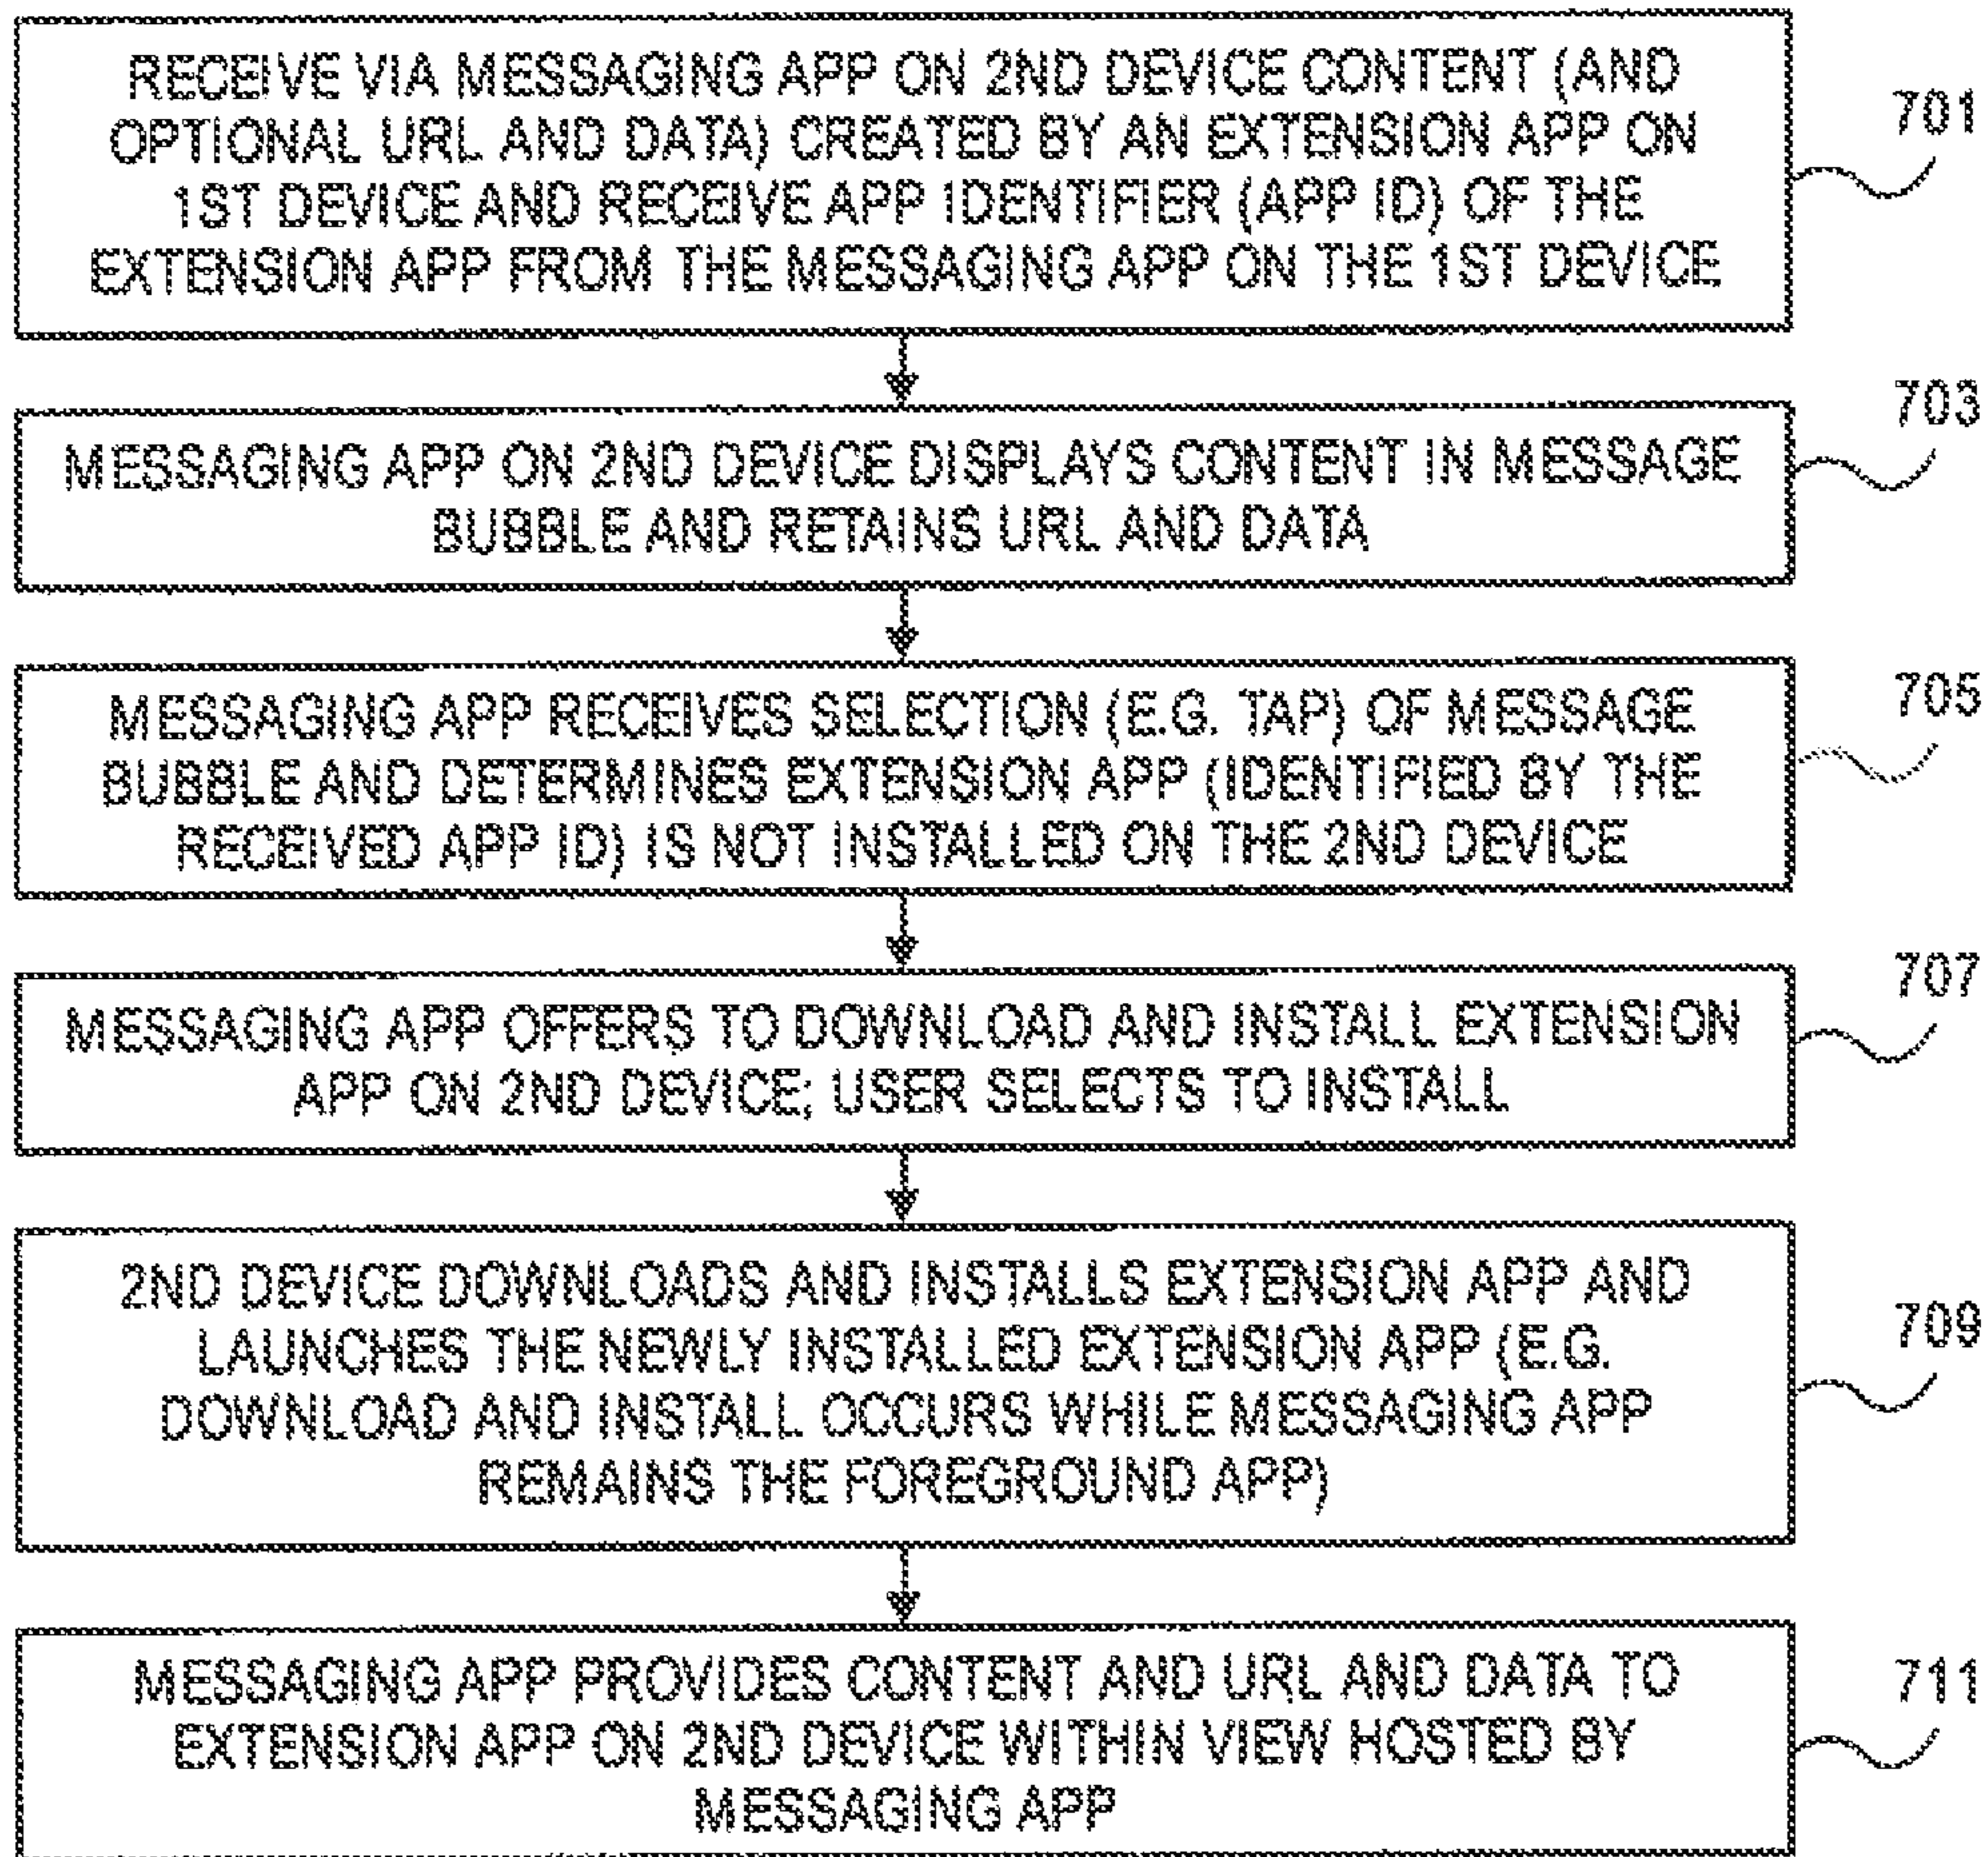 RECEIVE VIA MESSAGING APP ON 2ND DEVICE CONTENT (AND
OPTIONAL URL AND DATA) CREATED BY AN EXTENSION APP ON
1ST DEVICE AND RECEIVE APP IDENTIFIER (APP ID) OF THE
EXTENSION APP FROM THE MESSAGING APP ON THE 1ST DEVICE
701
MESSAGING APP ON 2ND DEVICE DISPLAYS CONTENT IN MESSAGE
BUBBLE AND RETAINS URL AND DATA
703
MESSAGING APP RECEIVES SELECTION (E.G. TAP) OF MESSAGE
BUBBLE AND DETERMINES EXTENSION APP (IDENTIFIED BY THE
RECEIVED APP ID) IS NOT INSTALLED ON THE 2ND DEVICE
705
MESSAGING APP OFFERS TO DOWNLOAD AND INSTALL EXTENSION
APP ON 2ND DEVICE; USER SELECTS TO INSTALL
707
2ND DEVICE DOWNLOADS AND INSTALLS EXTENSION APP AND
LAUNCHES THE NEWLY INSTALLED EXTENSION APP (E.G.
DOWNLOAD AND INSTALL OCCURS WHILE MESSAGING APP
REMAINS THE FOREGROUND APP)
709
MESSAGING APP PROVIDES CONTENT AND URL AND DATA TO
EXTENSION APP ON 2ND DEVICE WITHIN VIEW HOSTED BY
MESSAGING APP
711